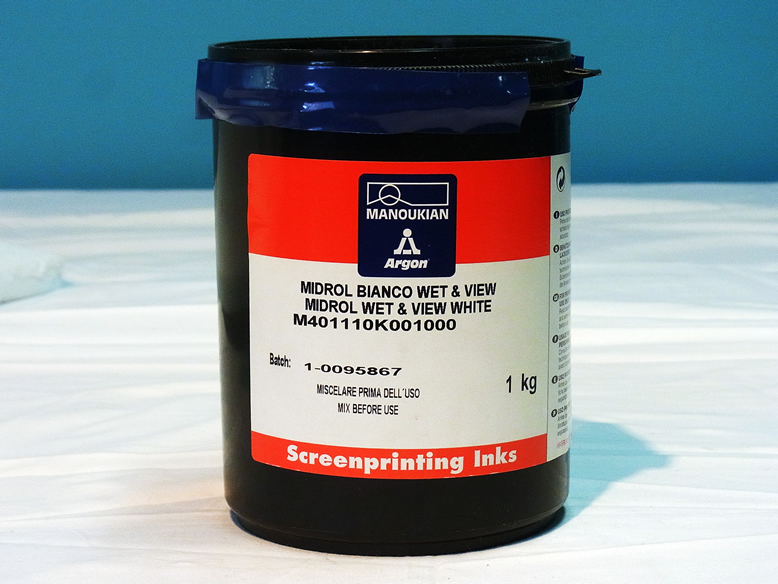 MANOUKIAN
Argon®
MIDROL BIANCO WET & VIEW
MIDROL WET & VIEW WHITE
M401110K001000
Batch: 1-0095867
MISCELARE PRIMA DELL´USO
MIX BEFORE USE
1 kg
Screenprinting Inks